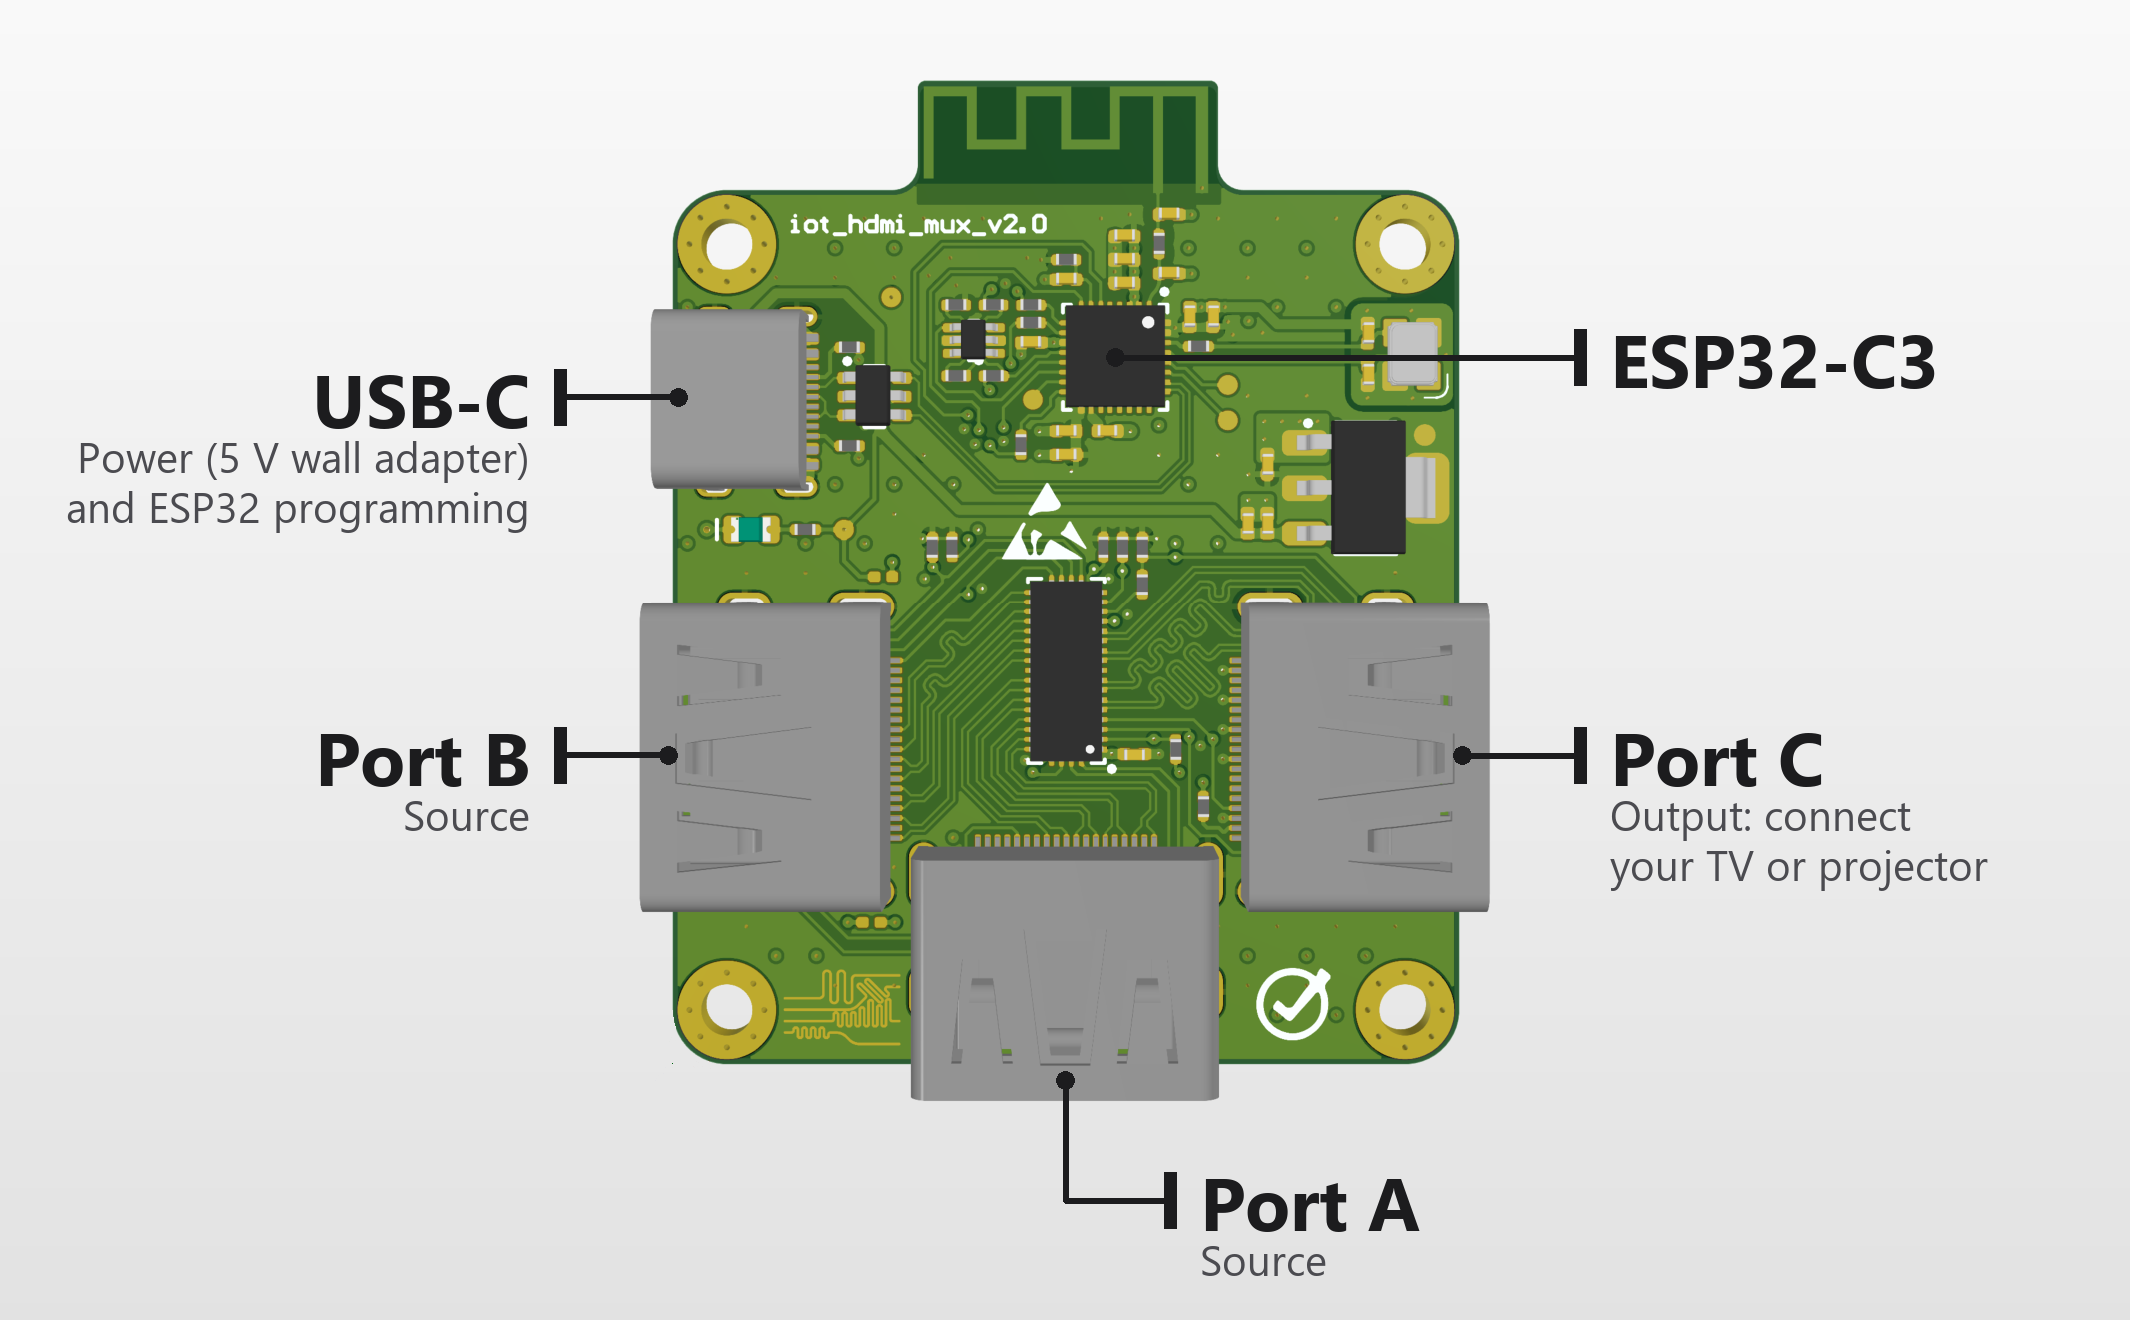 iot_hdmi_mux_v2.0
ESP32-C3
USB-C
Power (5 V wall adapter)
and ESP32 programming
Port B
Source
Port C
Output: connect
your TV or projector
Port A
Source